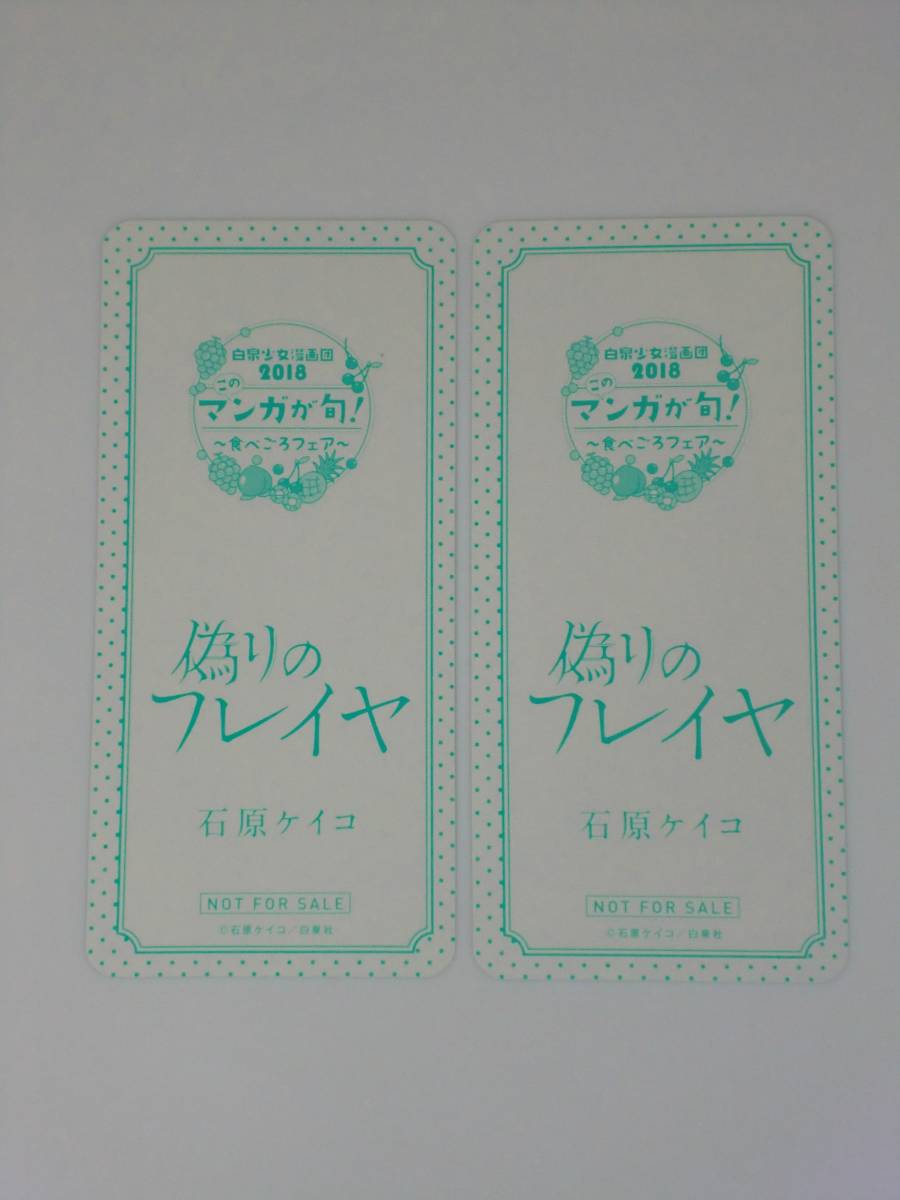 白泉少女漫画団
2018
この
マンガが旬!
～食べごろフェア～
偽りの
フレイヤ
石原ケイコ
NOT FOR SALE
©石原ケイコ/白泉社
白泉少女漫画団
2018
この
マンガが旬!
～食べごろフェア～
偽りの
フレイヤ
石原ケイコ
NOT FOR SALE
©石原ケイコ/白泉社